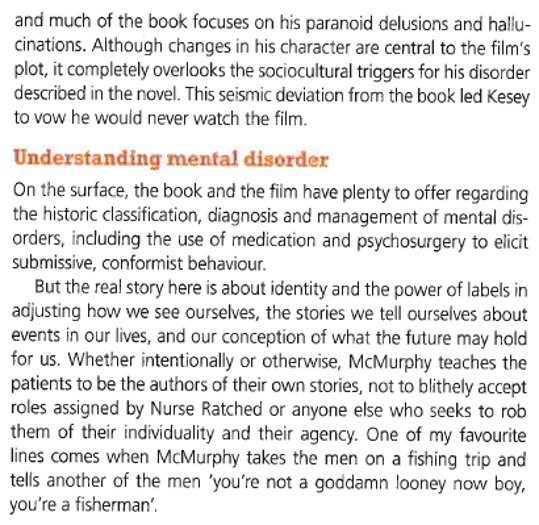 and much of the book focuses on his paranoid delusions and hallu-
cinations. Although changes in his character are central to the film's
plot, it completely overlooks the sociocultural triggers for his disorder
described in the novel. This seismic deviation from the book led Kesey
to vow he would never watch the film.
Understanding mental disorder
On the surface, the book and the film have plenty to offer regarding
the historic classification, diagnosis and management of mental dis-
orders, including the use of medication and psychosurgery to elicit
submissive, conformist behaviour.
But the real story here is about identity and the power of labels in
adjusting how we see ourselves, the stories we tell ourselves about
events in our lives, and our conception of what the future may hold
for us. Whether intentionally or otherwise, McMurphy teaches the
patients to be the authors of their own stories, not to blithely accept
roles assigned by Nurse Ratched or anyone else who seeks to rob
them of their individuality and their agency. One of my favourite
lines comes when McMurphy takes the men on a fishing trip and
tells another of the men 'you're not a goddamn looney now boy,
you're a fisherman'.